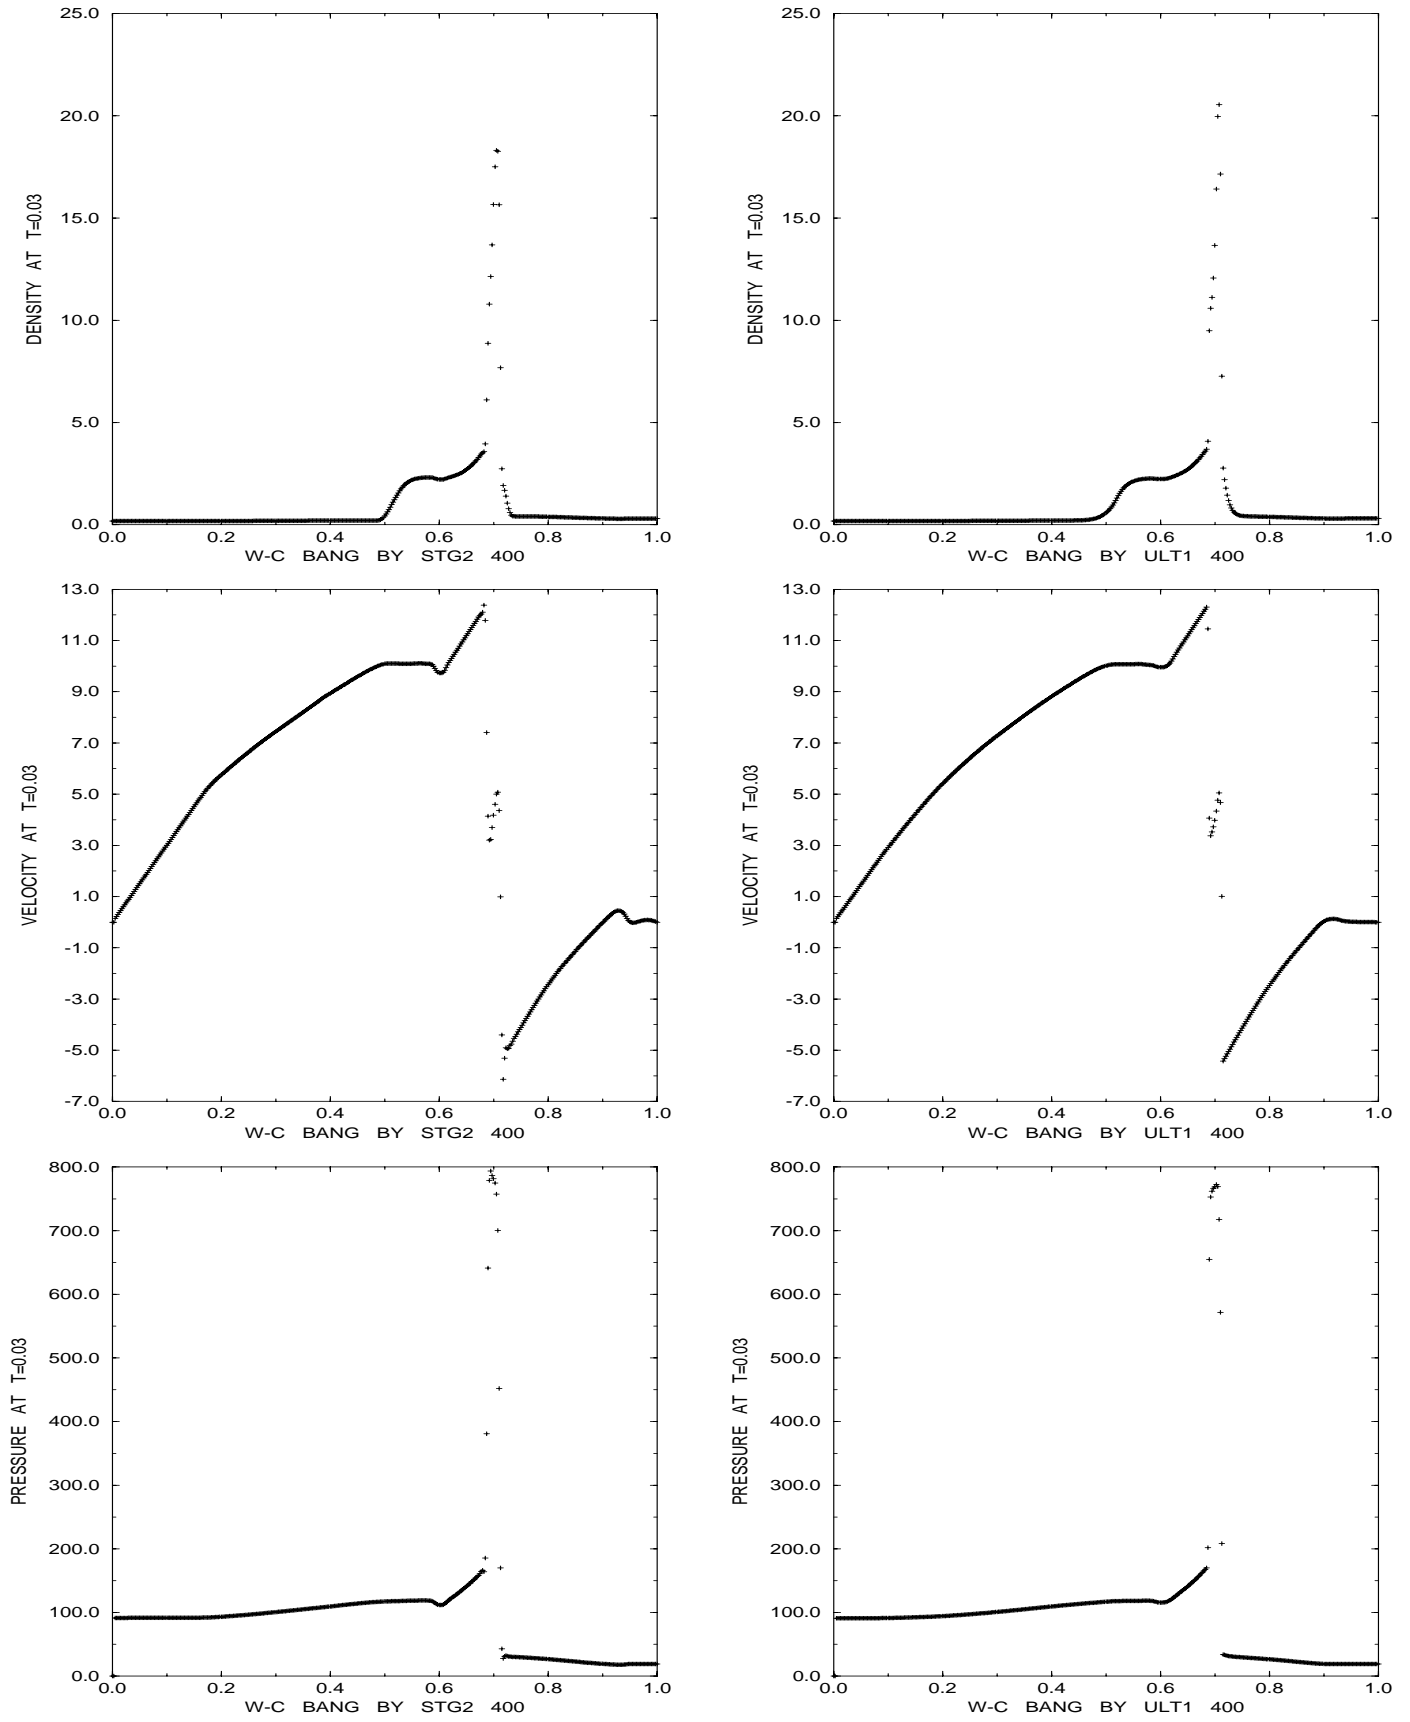 25.0
20.0
15.0
10.0
5.0
0.0
DENSITY AT T=0.03
0.0 0.2 0.4 0.6 0.8 1.0
W-C BANG BY STG2 400
25.0
20.0
15.0
10.0
5.0
0.0
DENSITY AT T=0.03
0.0 0.2 0.4 0.6 0.8 1.0
W-C BANG BY ULT1 400
13.0
11.0
9.0
7.0
5.0
3.0
1.0
-1.0
-3.0
-5.0
-7.0
VELOCITY AT T=0.03
0.0 0.2 0.4 0.6 0.8 1.0
W-C BANG BY STG2 400
13.0
11.0
9.0
7.0
5.0
3.0
1.0
-1.0
-3.0
-5.0
-7.0
VELOCITY AT T=0.03
0.0 0.2 0.4 0.6 0.8 1.0
W-C BANG BY ULT1 400
800.0
700.0
600.0
500.0
400.0
300.0
200.0
100.0
0.0
PRESSURE AT T=0.03
0.0 0.2 0.4 0.6 0.8 1.0
W-C BANG BY STG2 400
800.0
700.0
600.0
500.0
400.0
300.0
200.0
100.0
0.0
PRESSURE AT T=0.03
0.0 0.2 0.4 0.6 0.8 1.0
W-C BANG BY ULT1 400